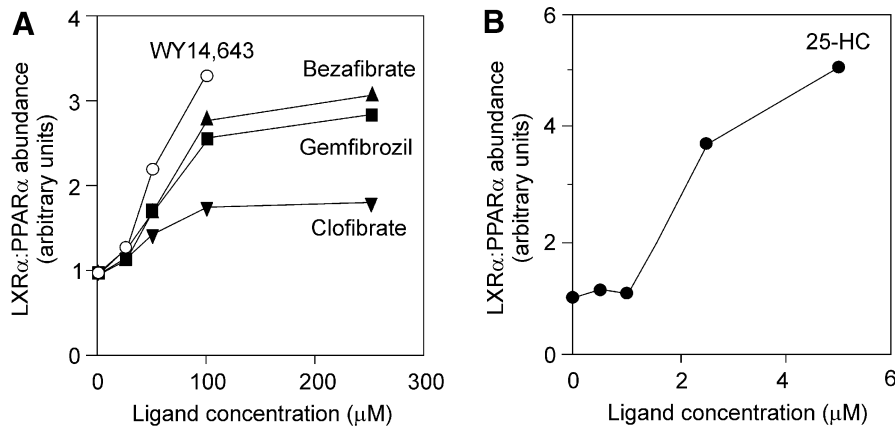 A
LXRα:PPARα abundance
(arbitrary units)
4
3
2
1
0
WY14,643
Bezafibrate
Gemfibrozil
Clofibrate
0
100
200
300
Ligand concentration (μM)
B
LXRα:PPARα abundance
(arbitrary units)
6
4
2
0
25-HC
0
2
4
6
Ligand concentration (μM)